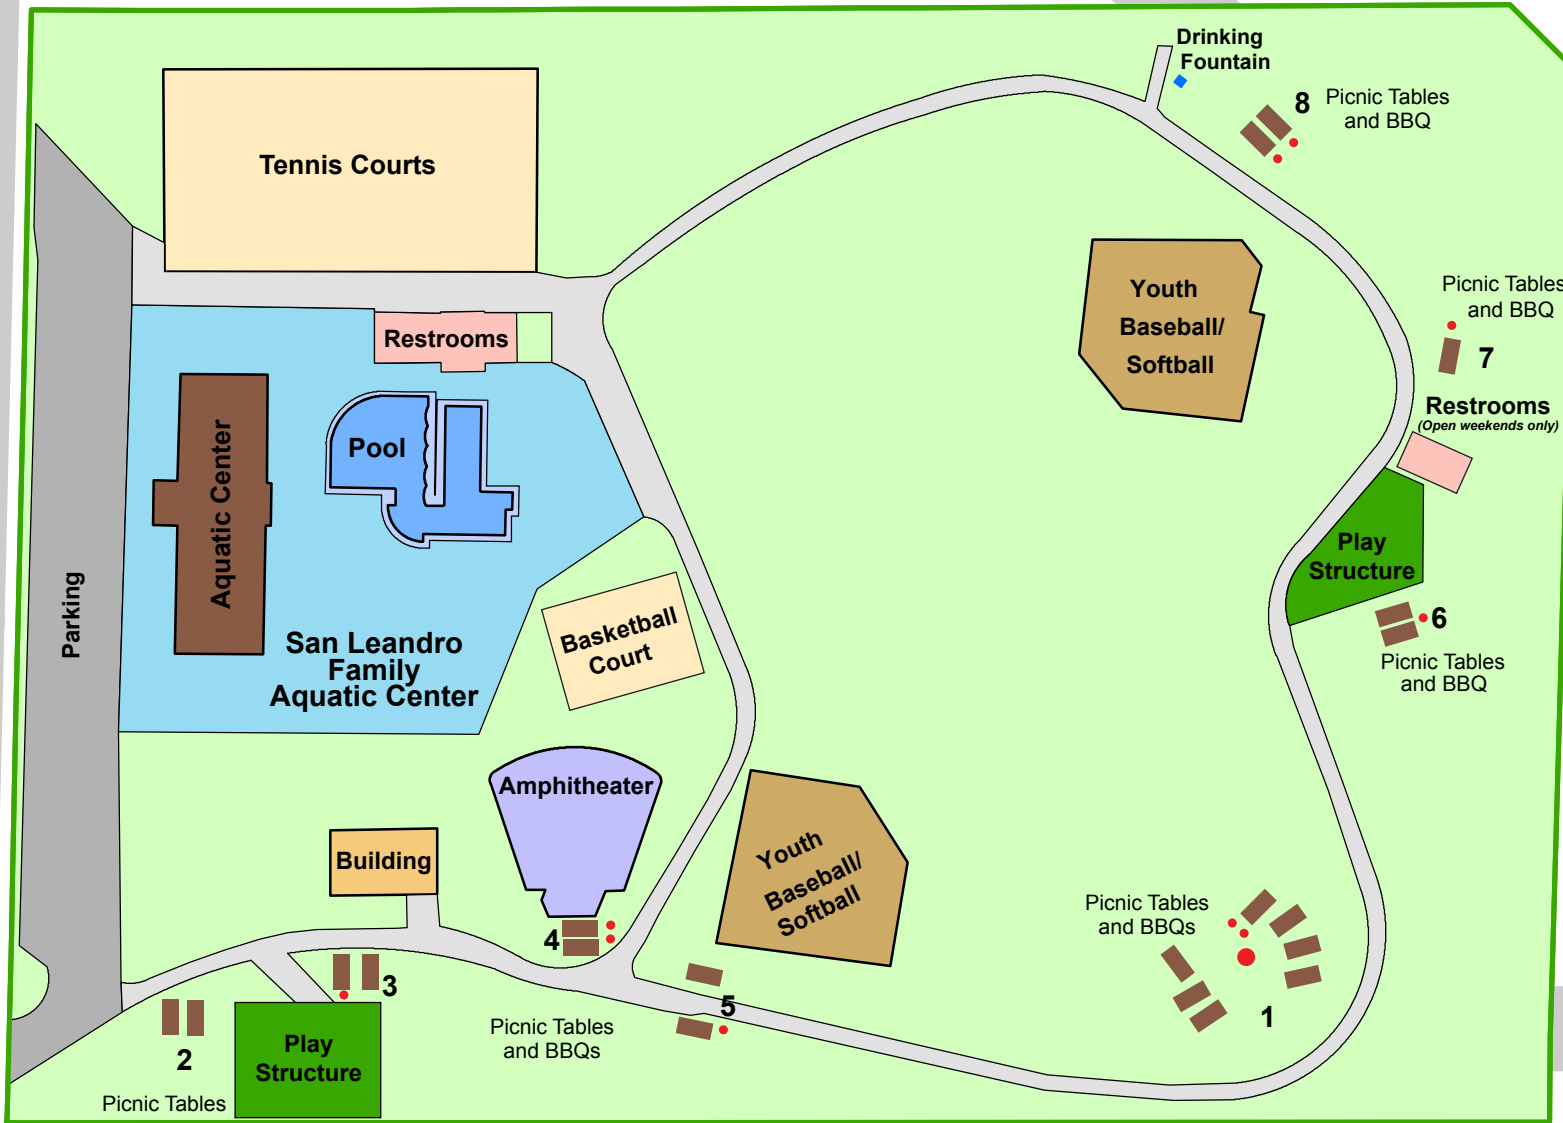 Drinking
Fountain
8
Picnic Tables
and BBQ
Tennis Courts
Youth
Baseball/
Softball
Picnic Tables
and BBQ
7
Restrooms
Restrooms
(Open weekends only)
Pool
Aquatic Center
Play
Structure
Parking
6
Picnic Tables
and BBQ
Basketball
Court
San Leandro
Family
Aquatic Center
Amphitheater
Building
Youth
Baseball/
Softball
Picnic Tables
and BBQs
1
4
3
5
Picnic Tables
and BBQs
2
Picnic Tables
Play
Structure